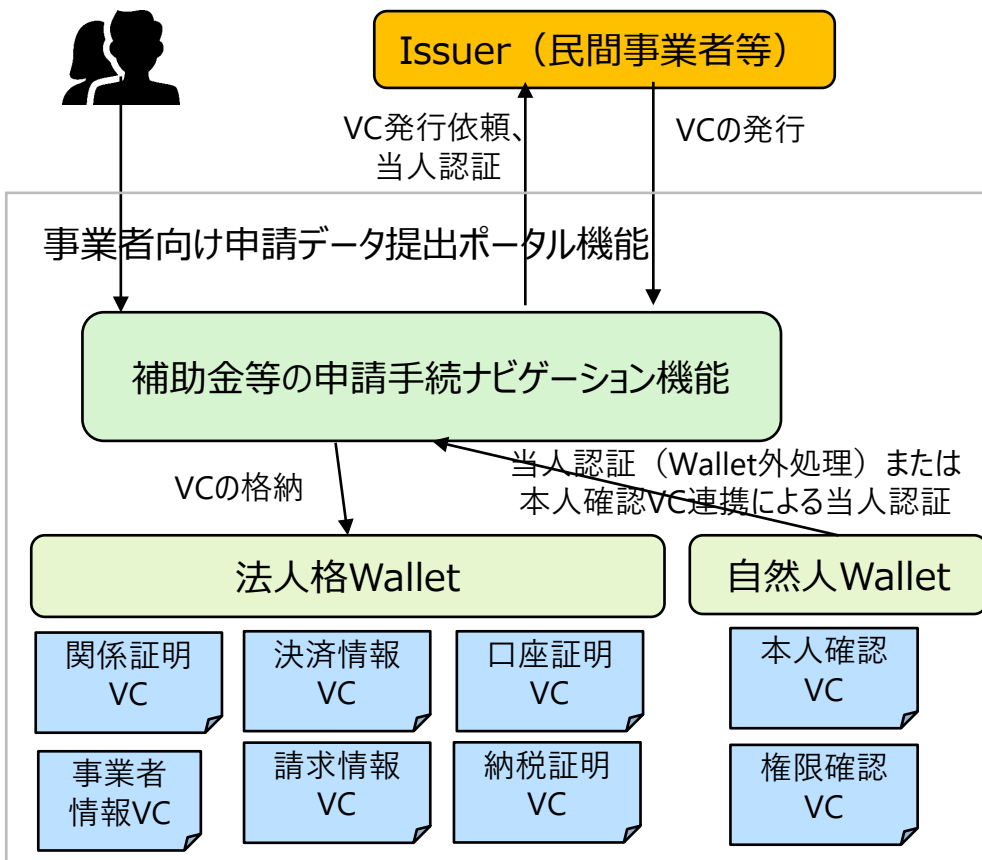 Issuer（民間事業者等）
VC発行依頼、
当人認証
VCの発行
事業者向け申請データ提出ポータル機能
補助金等の申請手続ナビゲーション機能
VCの格納
当人認証（Wallet外処理）または
本人確認VC連携による当人認証
法人格Wallet
自然人Wallet
関係証明
VC
決済情報
VC
口座証明
VC
本人確認
VC
事業者
情報VC
請求情報
VC
納税証明
VC
権限確認
VC